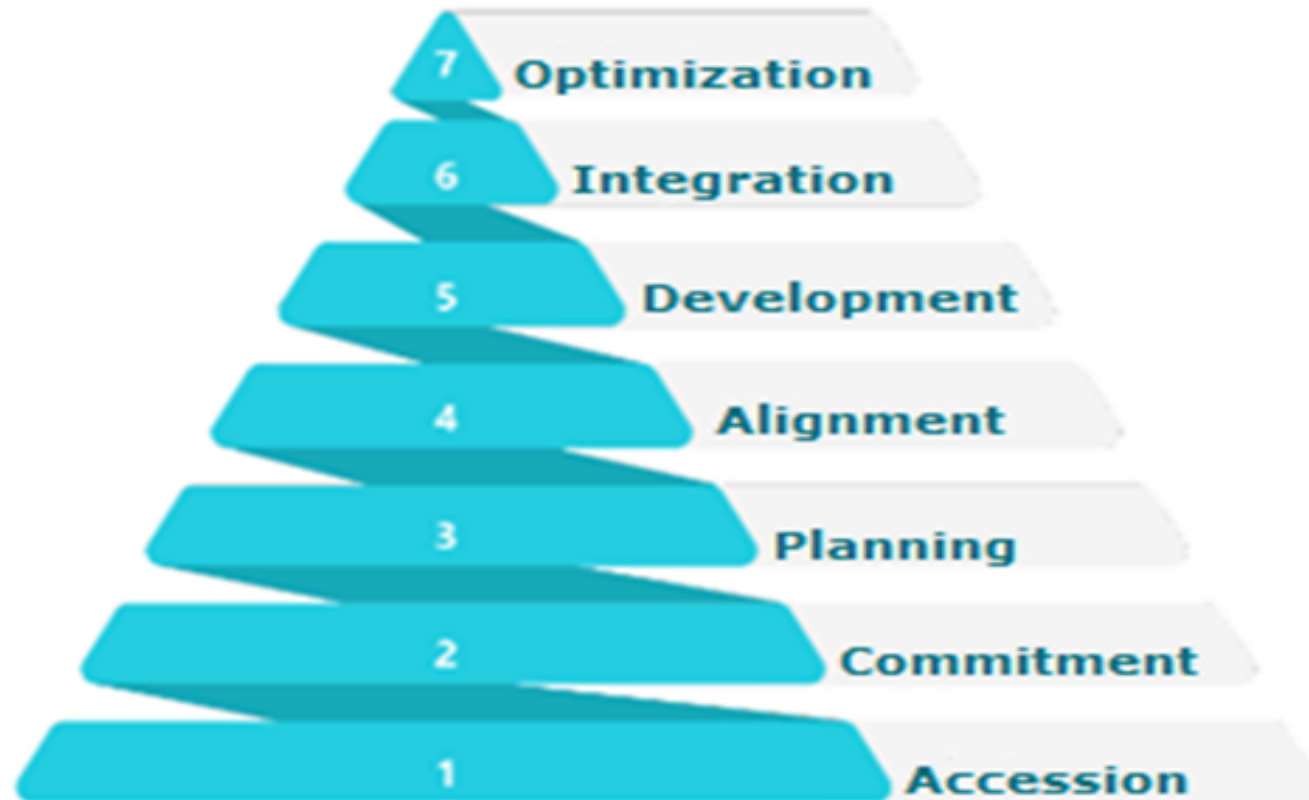 7 Optimization
6 Integration
5 Development
4 Alignment
3 Planning
2 Commitment
1 Accession